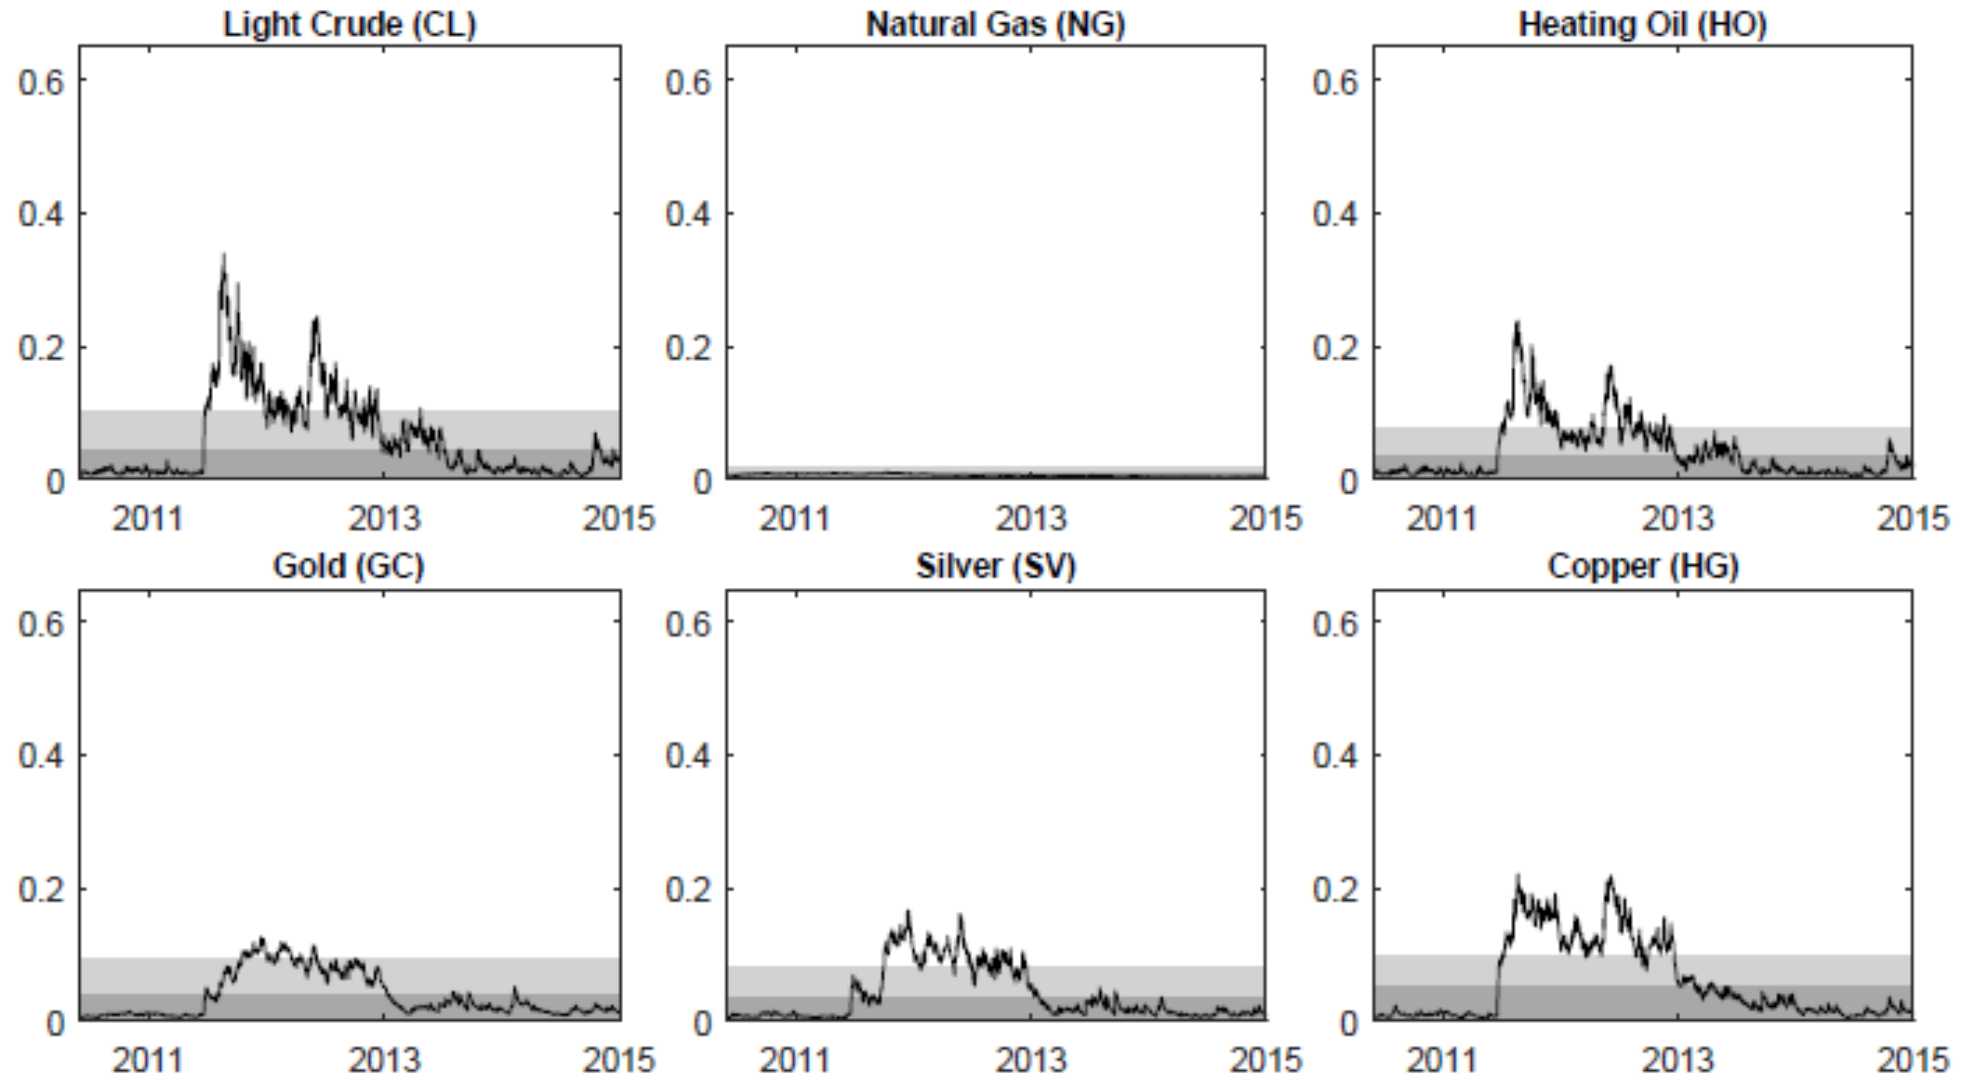 Light Crude (CL) Natural Gas (NG) Heating Oil (HO)
0.6 0.6 0.6
0.4 0.4 0.4
0.2 0.2 0.2
0 0 0
2011 2013 2015 2011 2013 2015 2011 2013 2015
Gold (GC) Silver (SV) Copper (HG)
0.6 0.6 0.6
0.4 0.4 0.4
0.2 0.2 0.2
0 0 0
2011 2013 2015 2011 2013 2015 2011 2013 2015